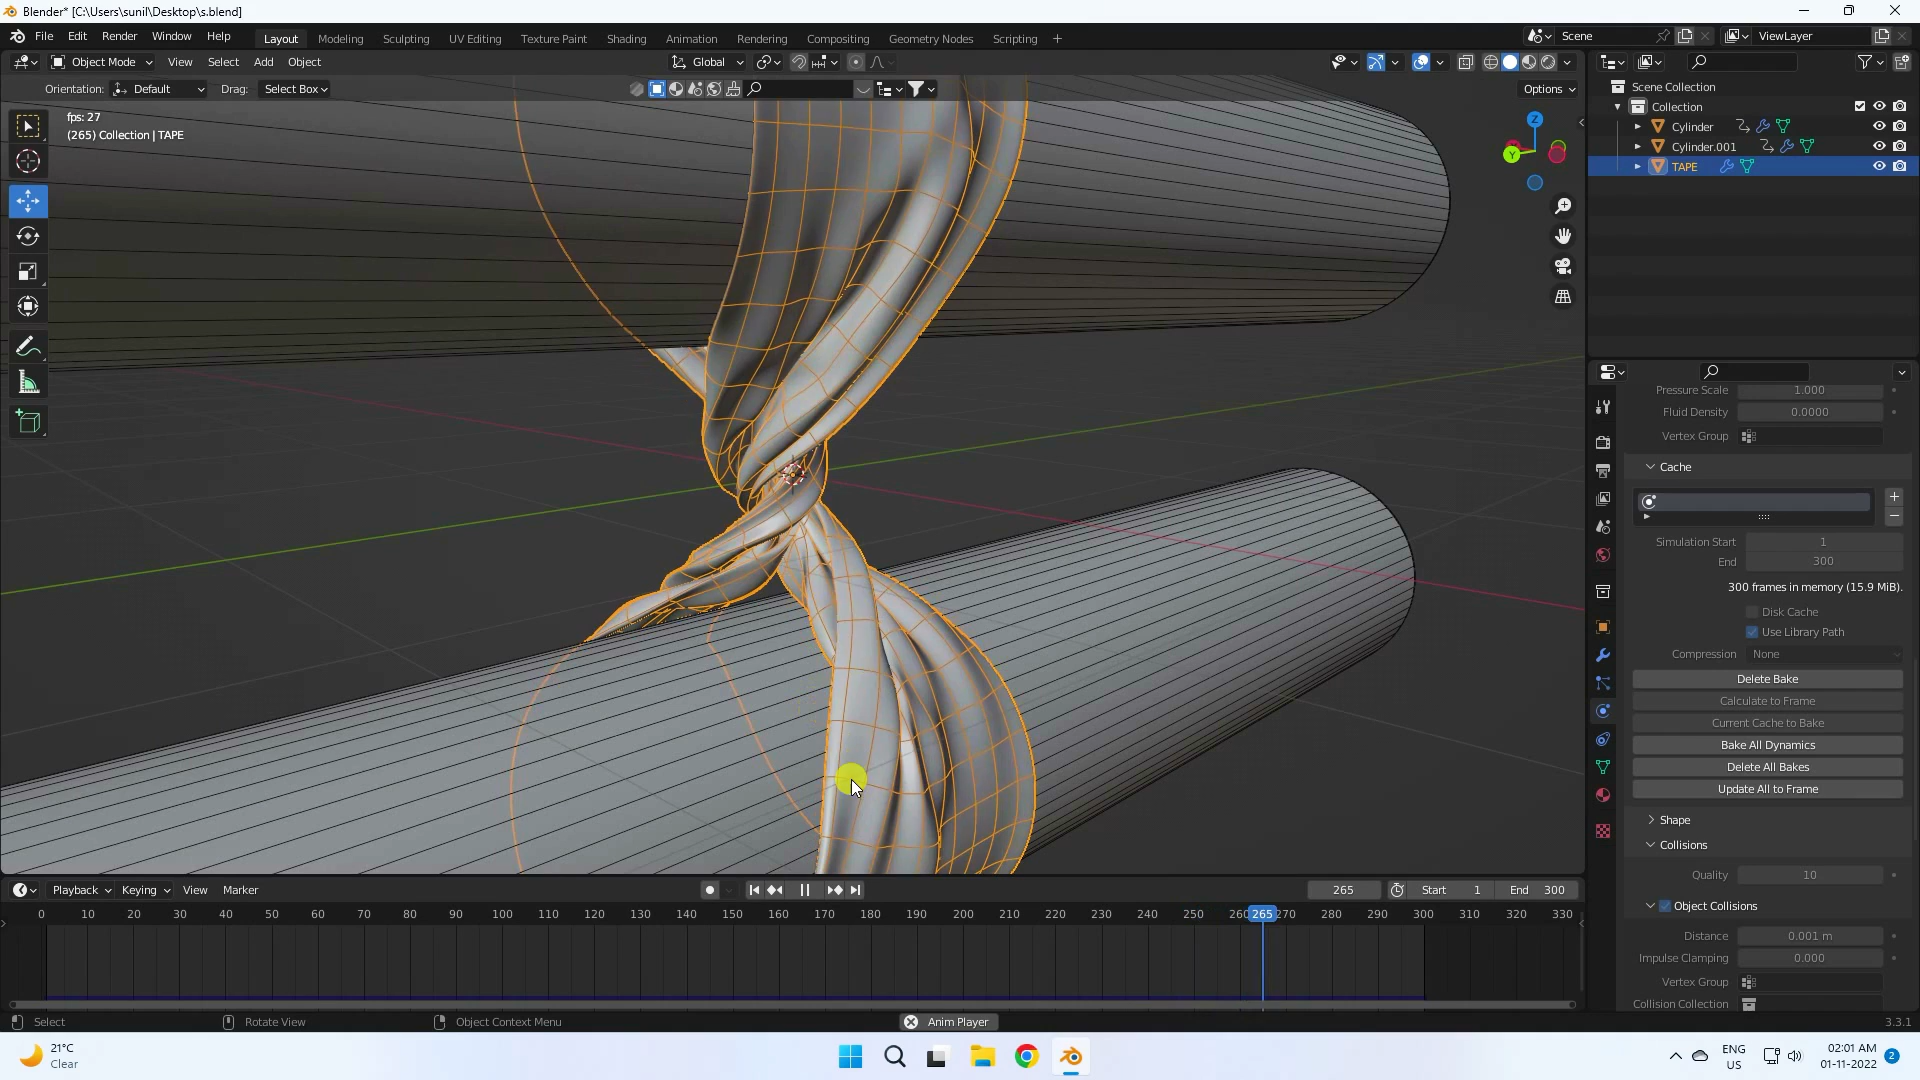 Blender* [C:\Users\sunil\Desktop\s.blend]
File Edit Render Window Help Layout Modeling Sculpting UV Editing Texture Paint Shading Animation Rendering Compositing Geometry Nodes Scripting + Scene ViewLayer
Object Mode View Select Add Object Global
Orientation: Default Drag: Select Box Options
fps: 27
(265) Collection | TAPE
Z
Y
Scene Collection
Collection
Cylinder
Cylinder.001
TAPE
Pressure Scale 1.000
Fluid Density 0.0000
Vertex Group
Cache
Simulation Start 1
End 300
300 frames in memory (15.9 MiB).
Disk Cache
Use Library Path
Compression None
Delete Bake
Calculate to Frame
Current Cache to Bake
Bake All Dynamics
Delete All Bakes
Update All to Frame
Shape
Collisions
Quality 10
Object Collisions
Distance 0.001 m
Impulse Clamping 0.000
Vertex Group
Collision Collection
Playback Keying View Marker 265 Start 1 End 300
0 10 20 30 40 50 60 70 80 90 100 110 120 130 140 150 160 170 180 190 200 210 220 230 240 250 260 265 270 280 290 300 310 320 330
Select Rotate View Object Context Menu Anim Player 3.3.1
21°C
Clear
ENG
US
02:01 AM
01-11-2022
2